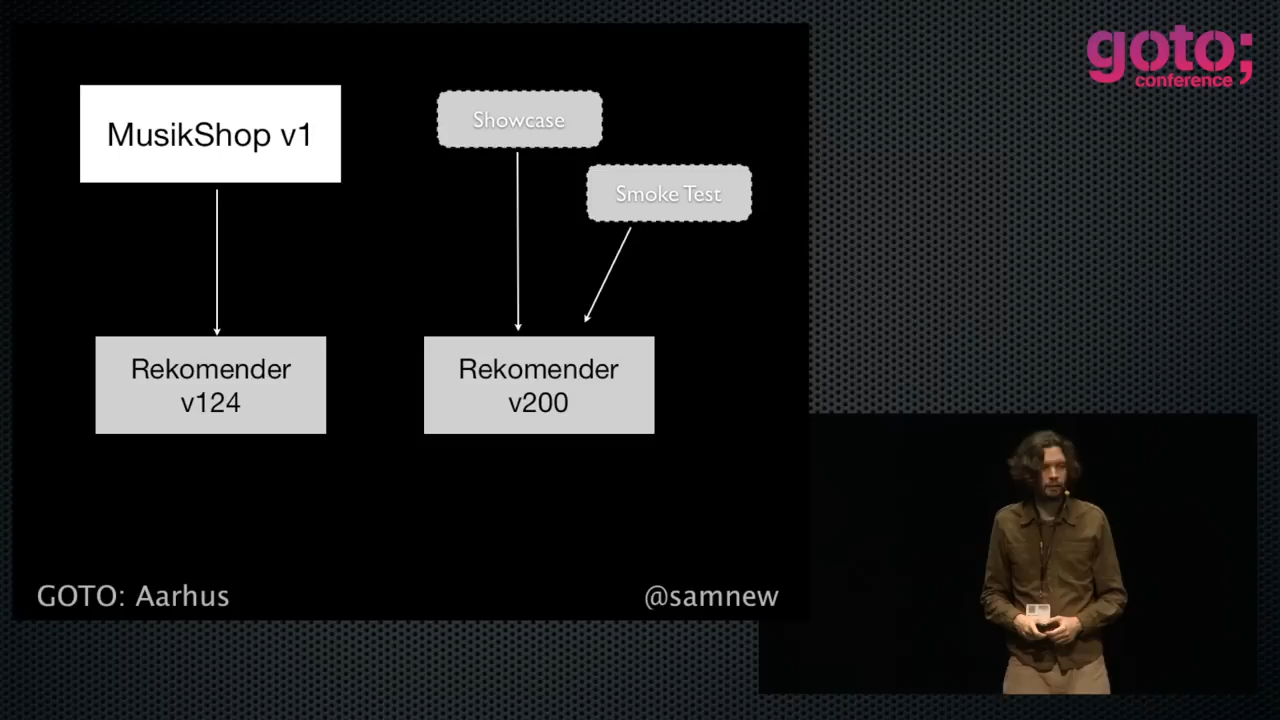 goto;
conference
MusikShop v1
Showcase
Smoke Test
Rekomender
v124
Rekomender
v200
GOTO: Aarhus
@samnew